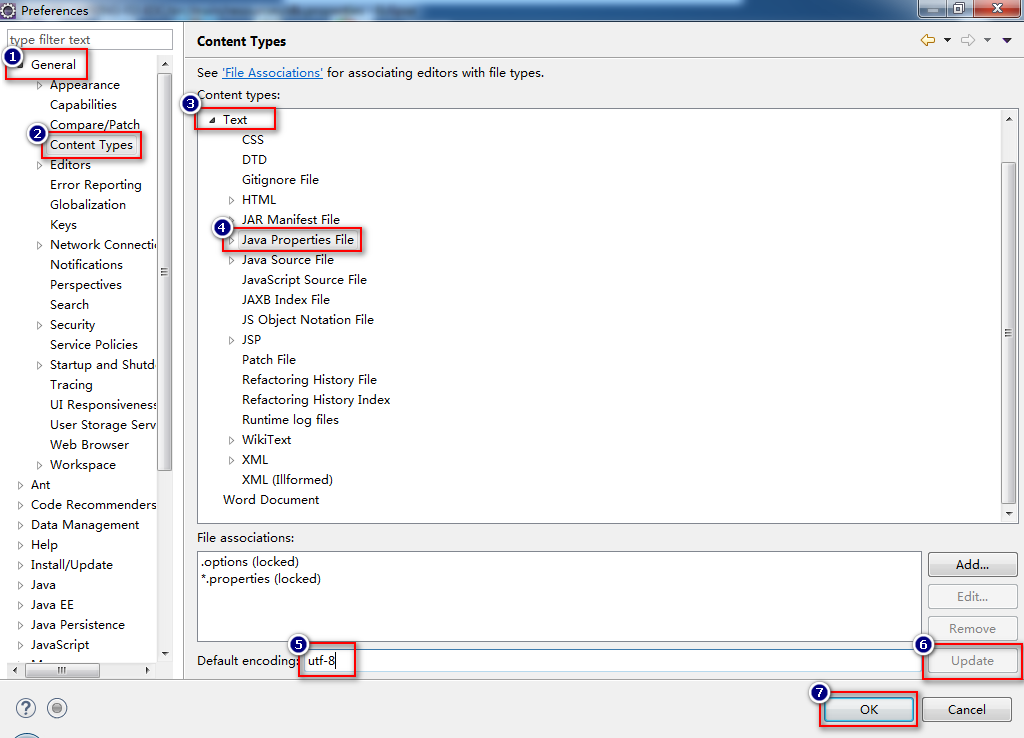 Preferences
type filter text
1
General
Appearance
Capabilities
Compare/Patch
2
Content Types
Editors
Error Reporting
Globalization
Keys
Network Connectio
Notifications
Perspectives
Search
Security
Service Policies
Startup and Shutd
Tracing
UI Responsiveness
User Storage Serv
Web Browser
Workspace
Ant
Code Recommenders
Data Management
Help
Install/Update
Java
Java EE
Java Persistence
JavaScript
Content Types
See 'File Associations' for associating editors with file types.
Content types:
3
Text
CSS
DTD
Gitignore File
HTML
JAR Manifest File
4
Java Properties File
Java Source File
JavaScript Source File
JAXB Index File
JS Object Notation File
JSP
Patch File
Refactoring History File
Refactoring History Index
Runtime log files
WikiText
XML
XML (Illformed)
Word Document
File associations:
.options (locked)
*.properties (locked)
Add...
Edit...
Remove
5
Default encoding: utf-8
6
Update
7
OK
Cancel